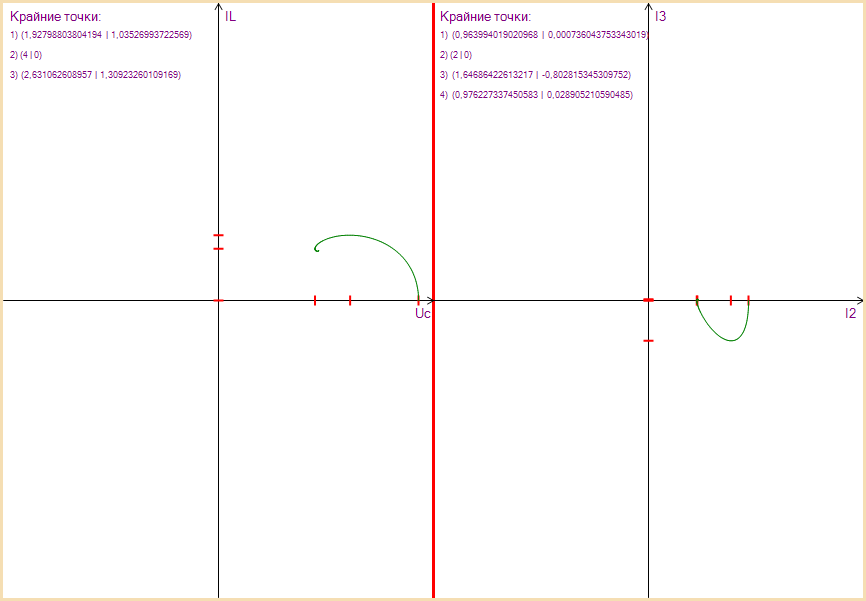 Крайние точки:
1) (1,92798803804194 | 1,03526993722569)
2) (4 | 0)
3) (2,631062608957 | 1,30923260109169)
IL
Uc
Крайние точки:
1) (0,963994019020968 | 0,000736043753343019)
2) (2 | 0)
3) (1,64686422613217 | -0,802815345309752)
4) (0,976227337450583 | 0,028905210590485)
I3
I2